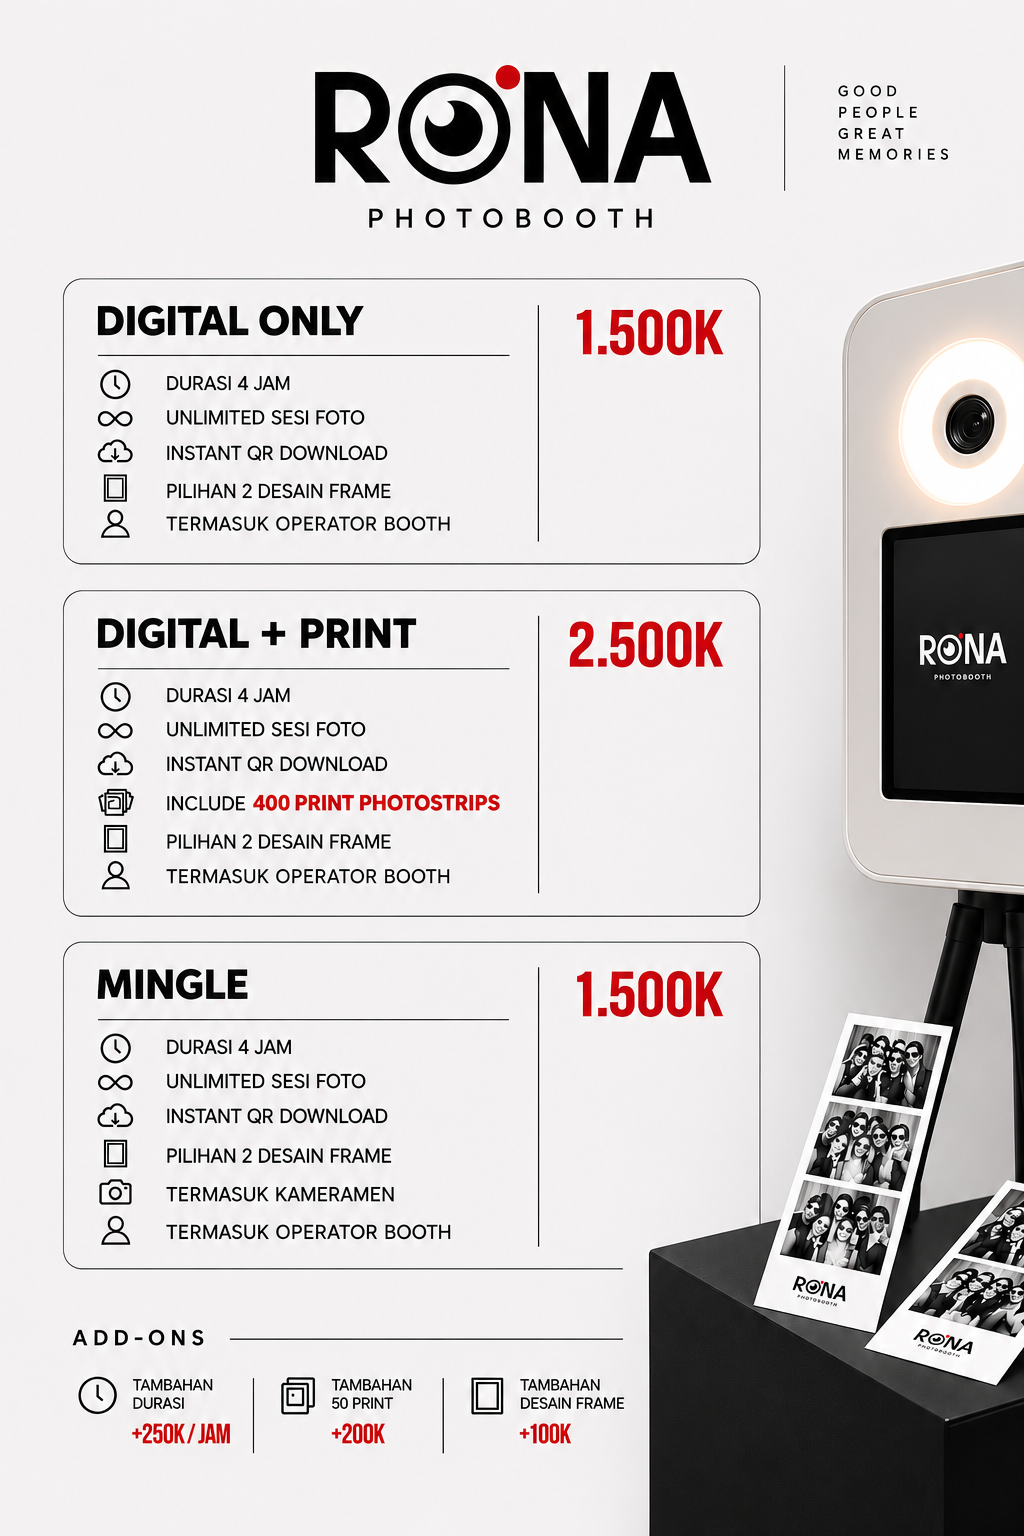 RONA
PHOTOBOOTH
GOOD
PEOPLE
GREAT
MEMORIES
DIGITAL ONLY
1.500K
DURASI 4 JAM
UNLIMITED SESI FOTO
INSTANT QR DOWNLOAD
PILIHAN 2 DESAIN FRAME
TERMASUK OPERATOR BOOTH
DIGITAL + PRINT
2.500K
DURASI 4 JAM
UNLIMITED SESI FOTO
INSTANT QR DOWNLOAD
INCLUDE 400 PRINT PHOTOSTRIPS
PILIHAN 2 DESAIN FRAME
TERMASUK OPERATOR BOOTH
RONA
PHOTOBOOTH
MINGLE
1.500K
DURASI 4 JAM
UNLIMITED SESI FOTO
INSTANT QR DOWNLOAD
PILIHAN 2 DESAIN FRAME
TERMASUK KAMERAMEN
TERMASUK OPERATOR BOOTH
RONA
PHOTOBOOTH
RONA
PHOTOBOOTH
ADD-ONS
TAMBAHAN
DURASI
+250K / JAM
TAMBAHAN
50 PRINT
+200K
TAMBAHAN
DESAIN FRAME
+100K